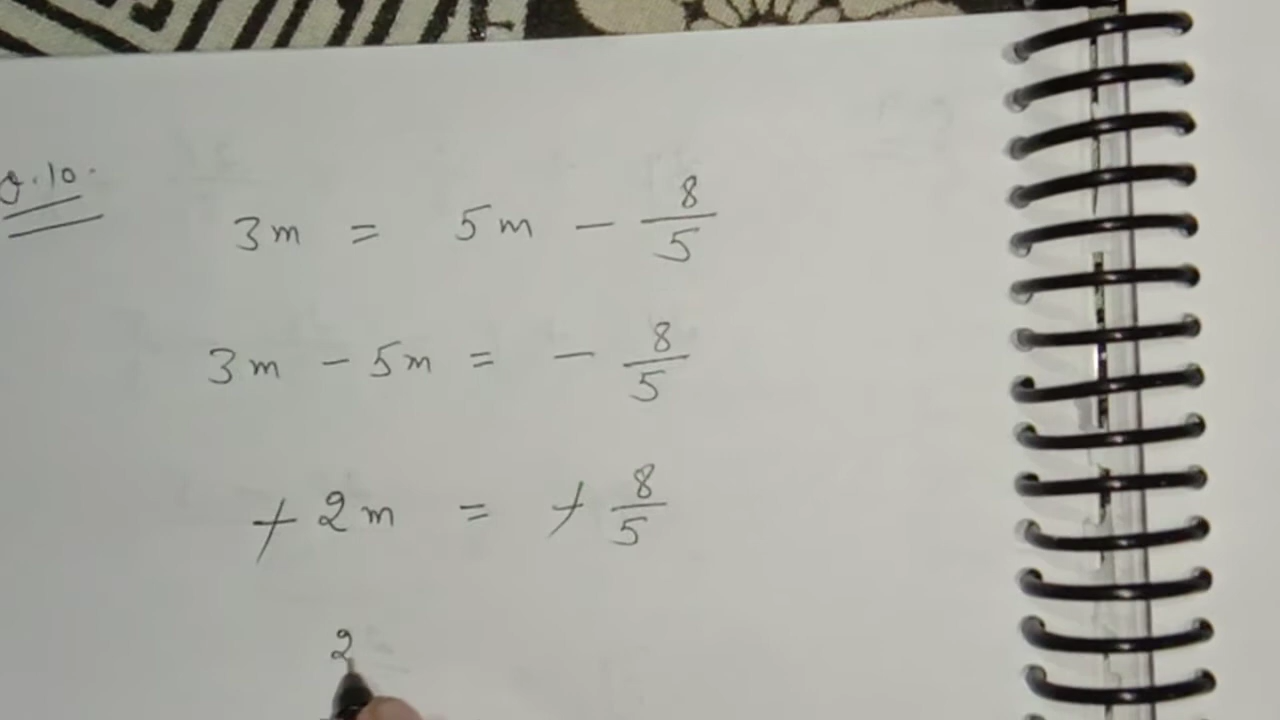 Q.10.
3m = 5m - 8/5
3m - 5m = - 8/5
+ 2m = + 8/5
2